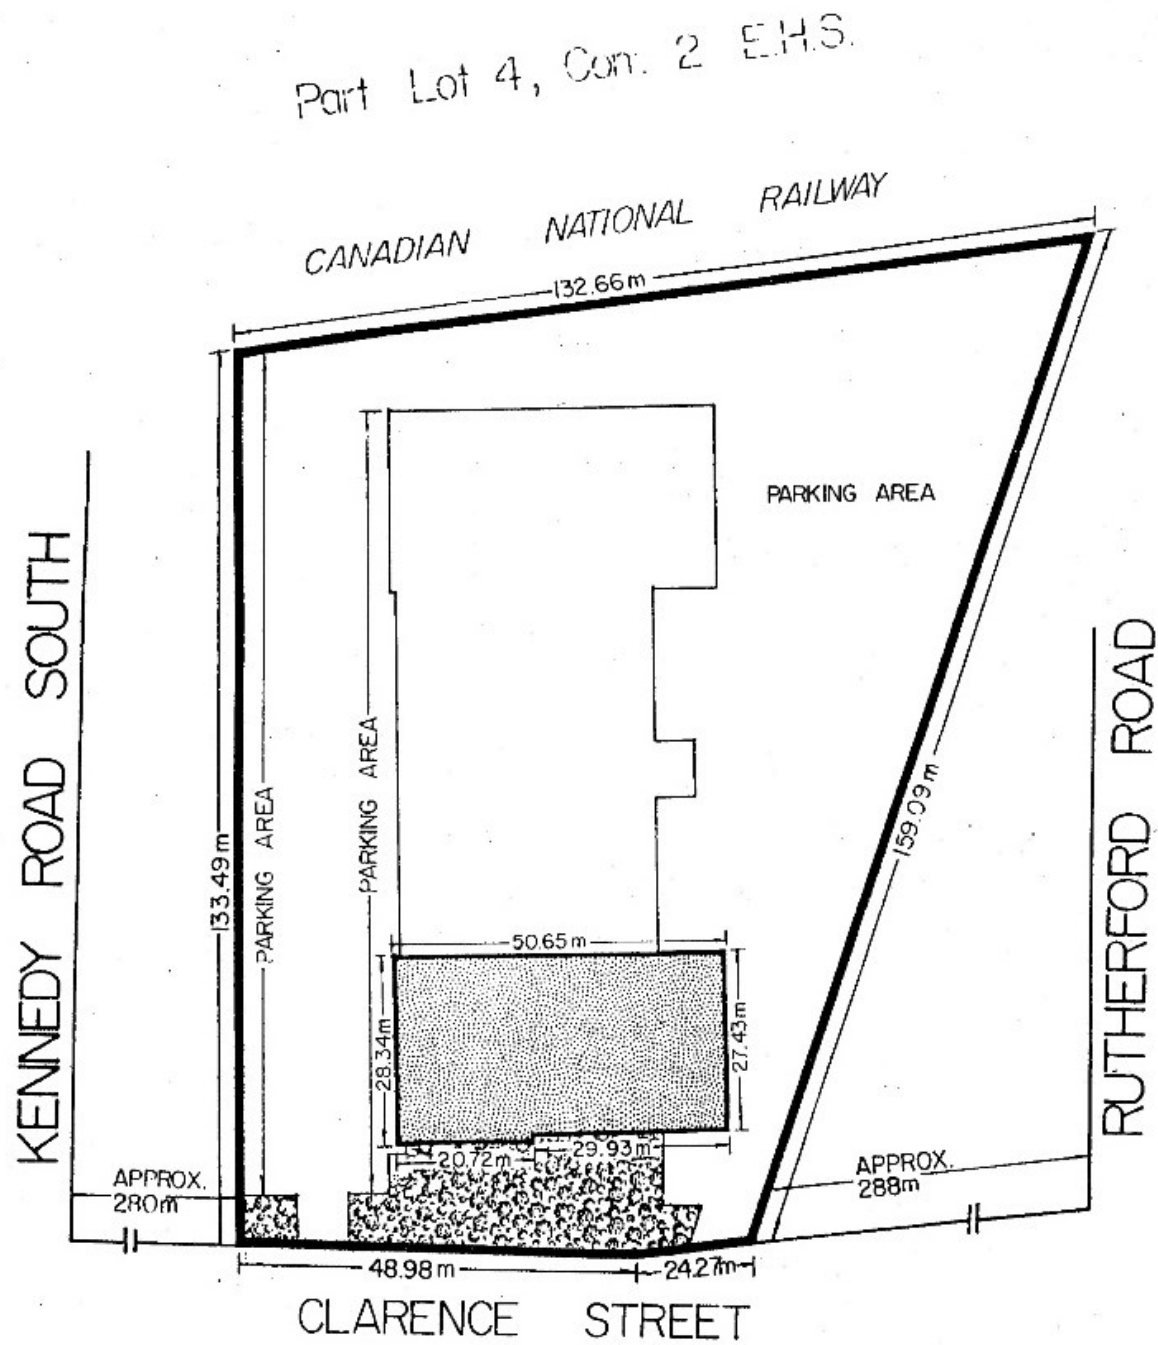 Part Lot 4, Con. 2 E.H.S.
CANADIAN NATIONAL RAILWAY
132.66m
PARKING AREA
KENNEDY ROAD SOUTH
133.49m
PARKING AREA
PARKING AREA
159.09m
RUTHERFORD ROAD
50.65m
28.34m
27.43m
20.72m
29.93m
APPROX.
280m
APPROX.
288m
48.98m
24.27m
CLARENCE STREET